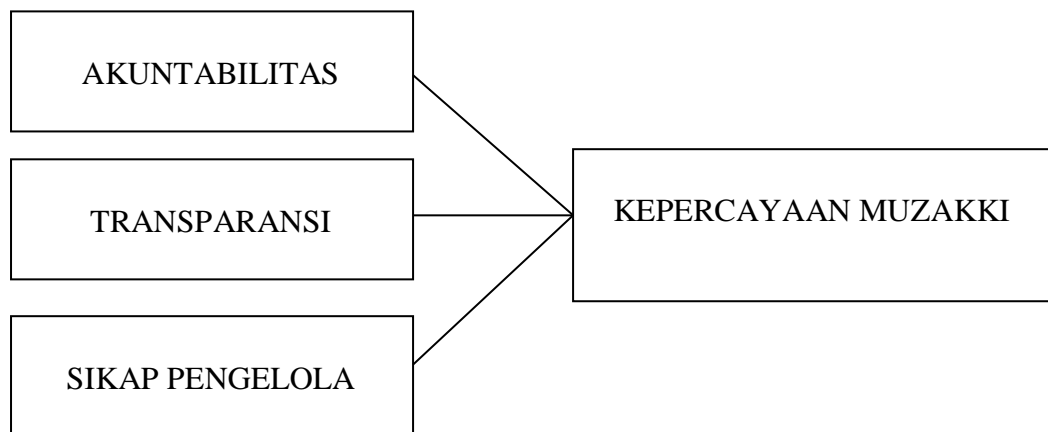 AKUNTABILITAS
TRANSPARANSI
KEPERCAYAAN MUZAKKI
SIKAP PENGELOLA